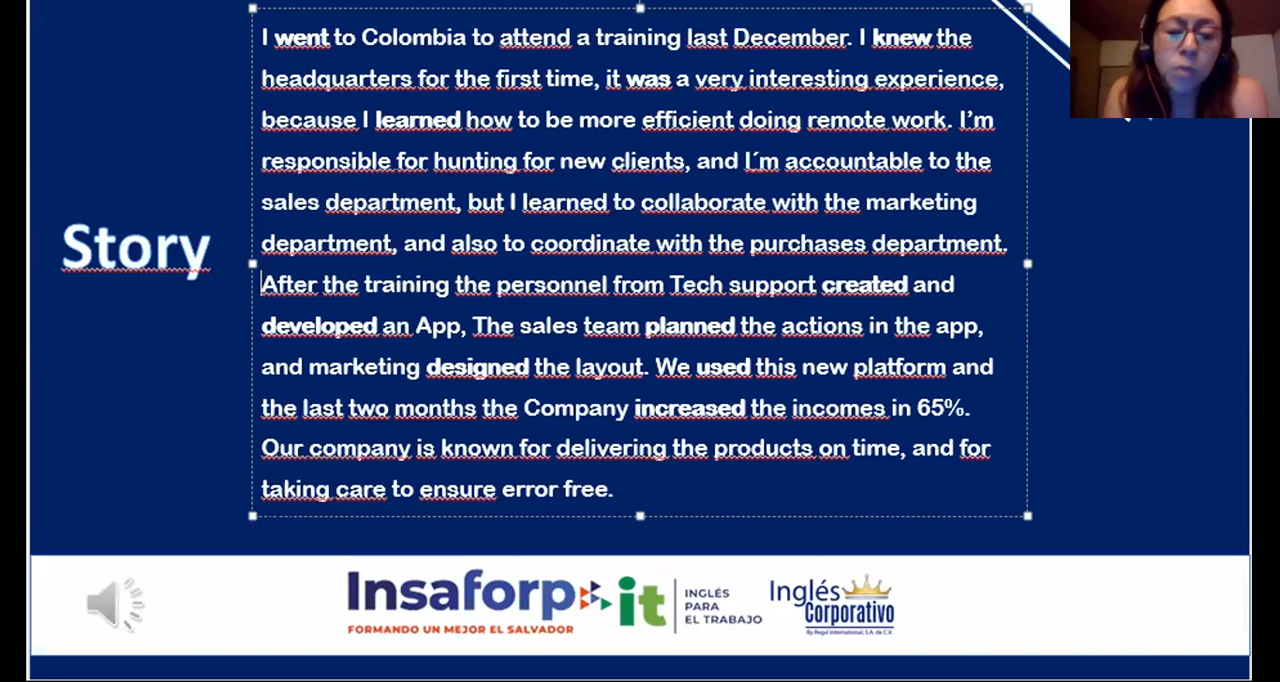 I went to Colombia to attend a training last December. I knew the
headquarters for the first time, it was a very interesting experience,
because I learned how to be more efficient doing remote work. I’m
responsible for hunting for new clients, and I´m accountable to the
sales department, but I learned to collaborate with the marketing
department, and also to coordinate with the purchases department.
After the training the personnel from Tech support created and
developed an App, The sales team planned the actions in the app,
and marketing designed the layout. We used this new platform and
the last two months the Company increased the incomes in 65%.
Our company is known for delivering the products on time, and for
taking care to ensure error free.
Story
Insaforp
FORMANDO UN MEJOR EL SALVADOR
it
INGLÉS
PARA
EL TRABAJO
Inglés
Corporativo
By Regal International, S.A. de C.V.